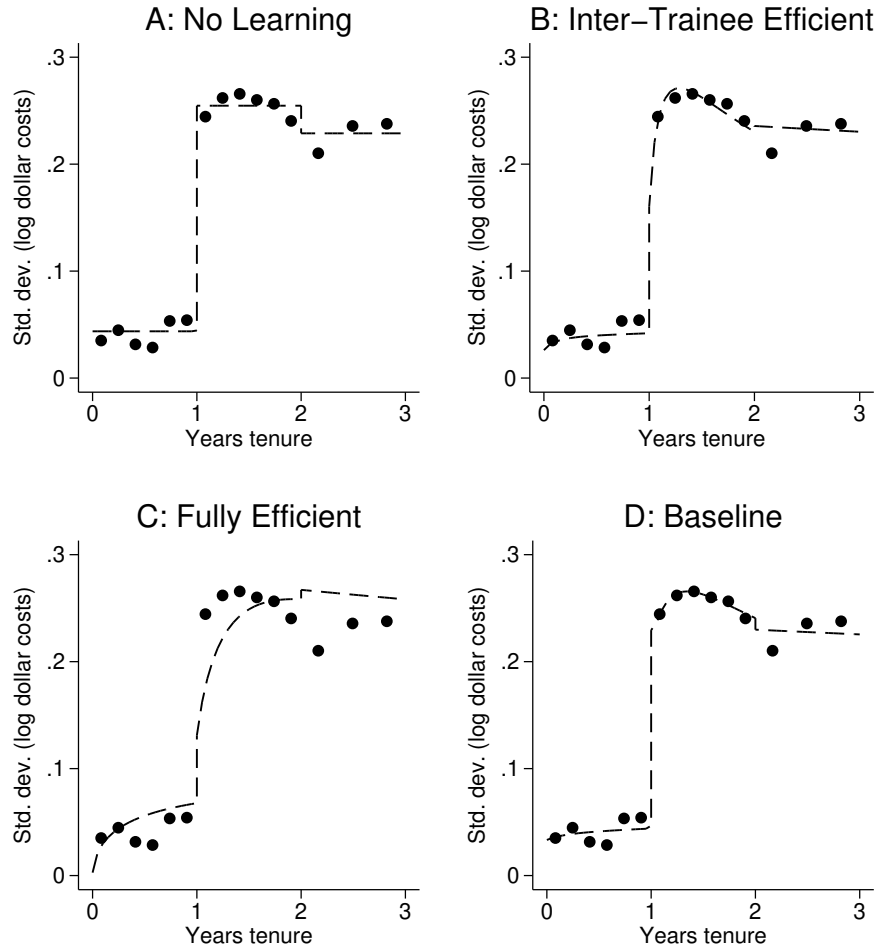 A: No Learning
Std. dev. (log dollar costs)
.3
.2
.1
0
0 1 2 3
Years tenure
B: Inter−Trainee Efficient
Std. dev. (log dollar costs)
.3
.2
.1
0
0 1 2 3
Years tenure
C: Fully Efficient
Std. dev. (log dollar costs)
.3
.2
.1
0
0 1 2 3
Years tenure
D: Baseline
Std. dev. (log dollar costs)
.3
.2
.1
0
0 1 2 3
Years tenure